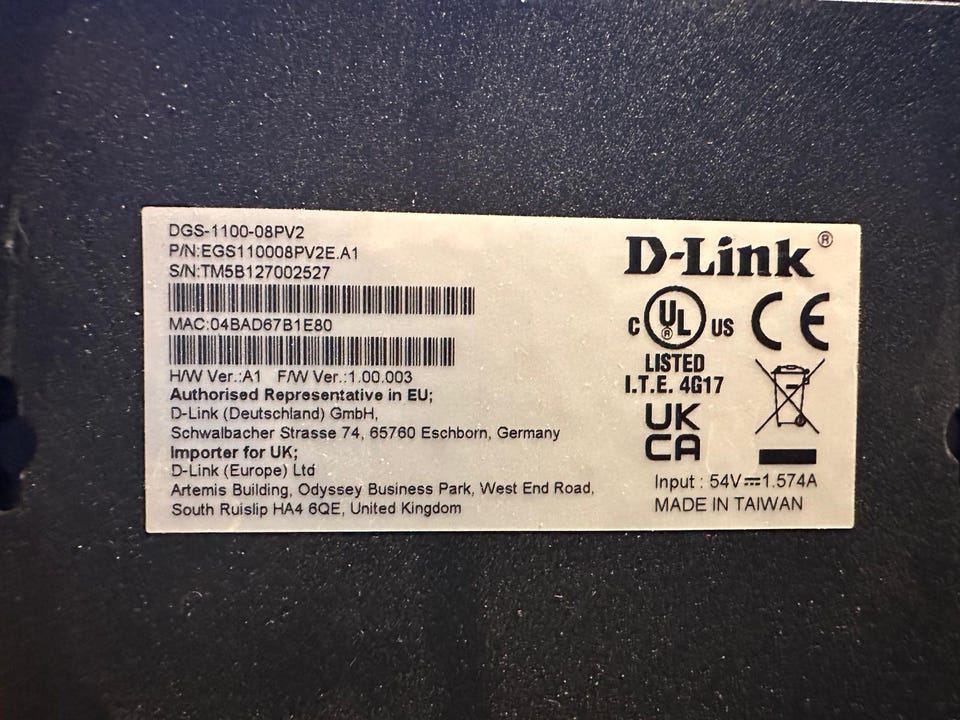 DGS-1100-08PV2
P/N:EGS110008PV2E.A1
S/N:TM5B127002527
MAC:04BAD67B1E80
H/W Ver.:A1 F/W Ver.:1.00.003
Authorised Representative in EU;
D-Link (Deutschland) GmbH,
Schwalbacher Strasse 74, 65760 Eschborn, Germany
Importer for UK;
D-Link (Europe) Ltd
Artemis Building, Odyssey Business Park, West End Road,
South Ruislip HA4 6QE, United Kingdom
D-Link®
C UL® US CE
LISTED
I.T.E. 4G17
UK
CA
Input : 54V⎓1.574A
MADE IN TAIWAN